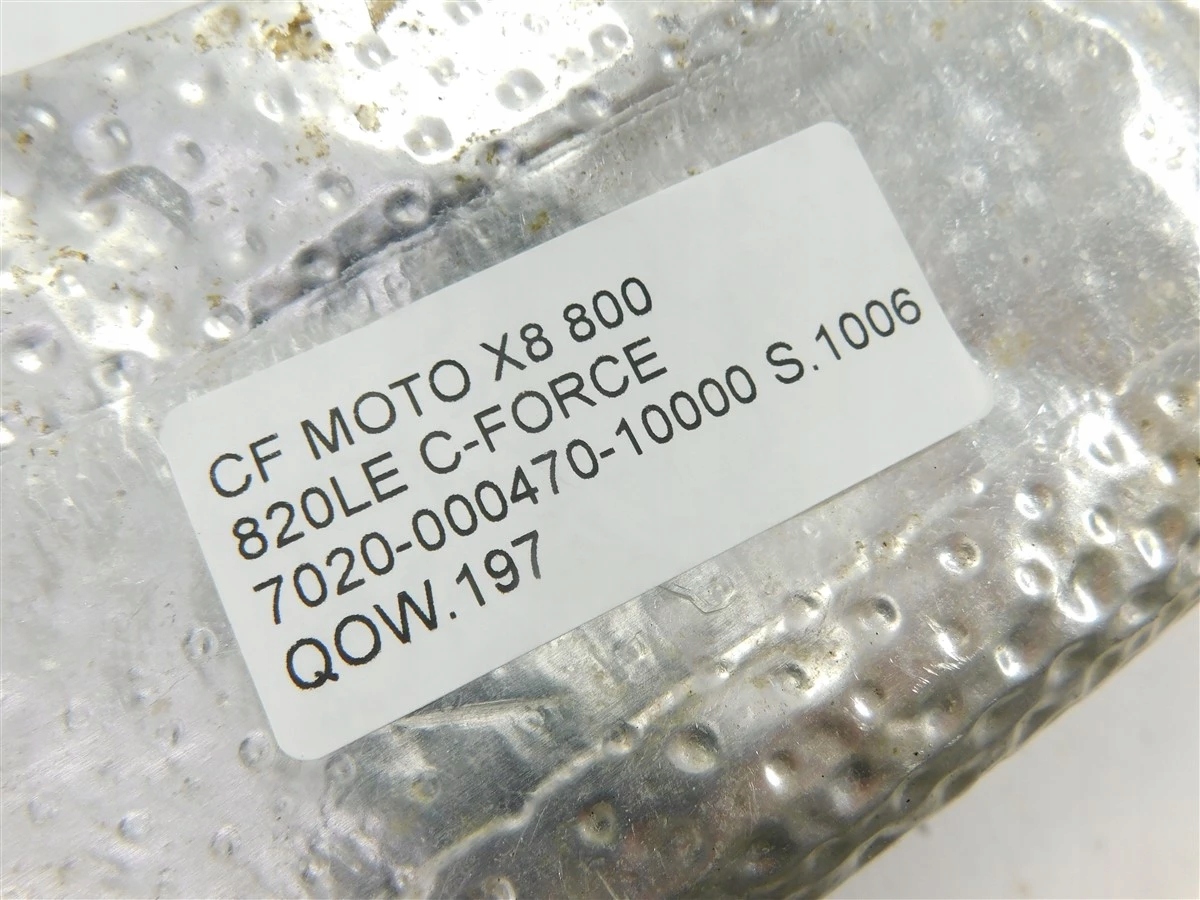 CF MOTO X8 800
820LE C-FORCE
7020-000470-10000 S.1006
QOW.197